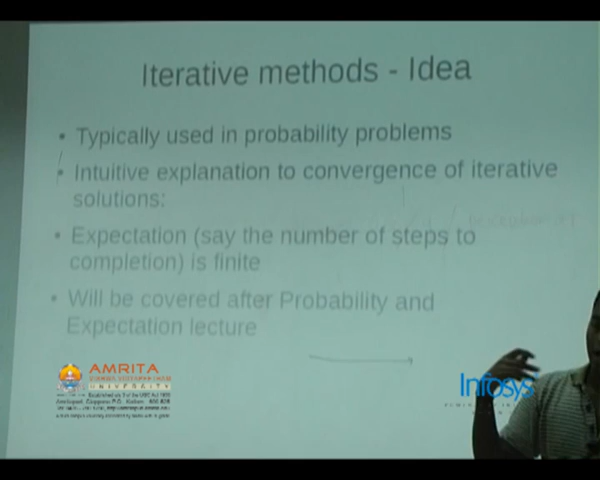 Iterative methods - Idea
• Typically used in probability problems
• Intuitive explanation to convergence of iterative
solutions:
• Expectation (say the number of steps to
completion) is finite
• Will be covered after Probability and
Expectation lecture
AMRITA
UNIVERSITY
Infosys